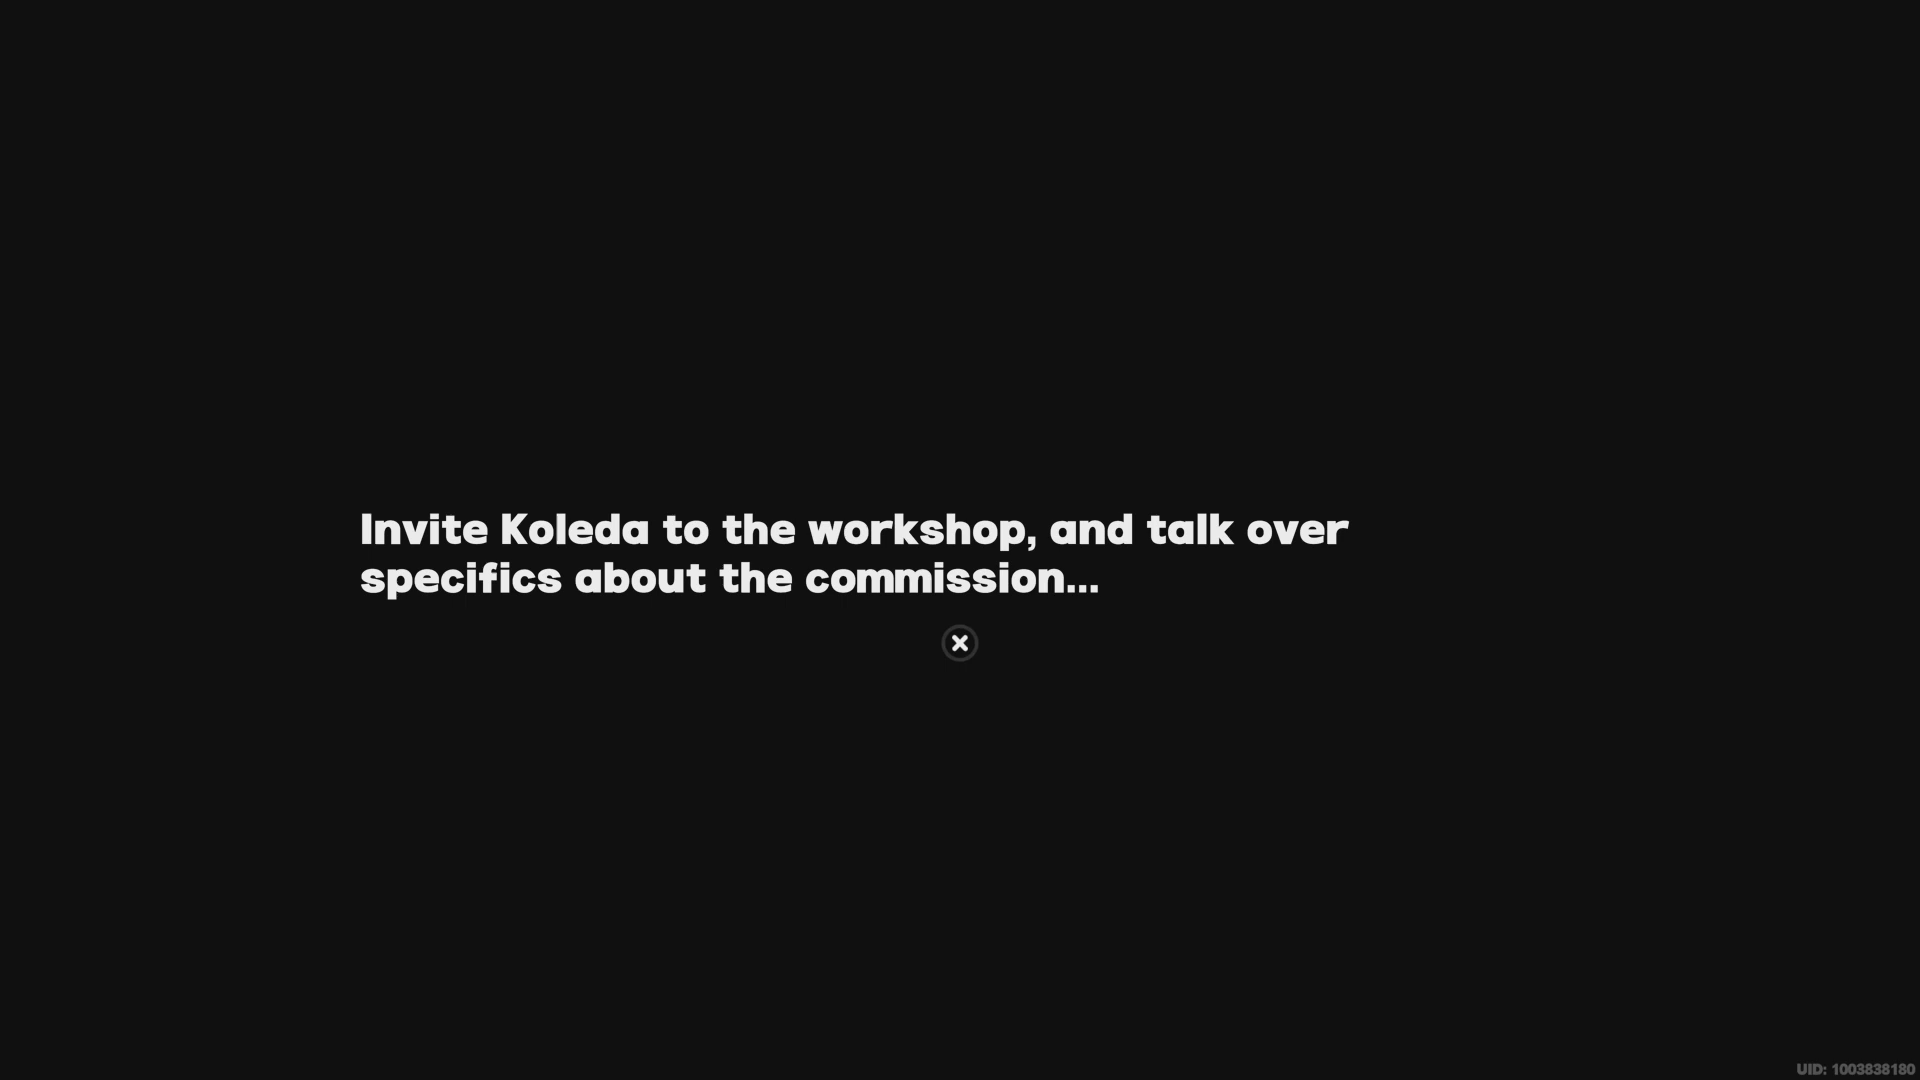 Invite Koleda to the workshop, and talk over
specifics about the commission...
UID: 1003838180